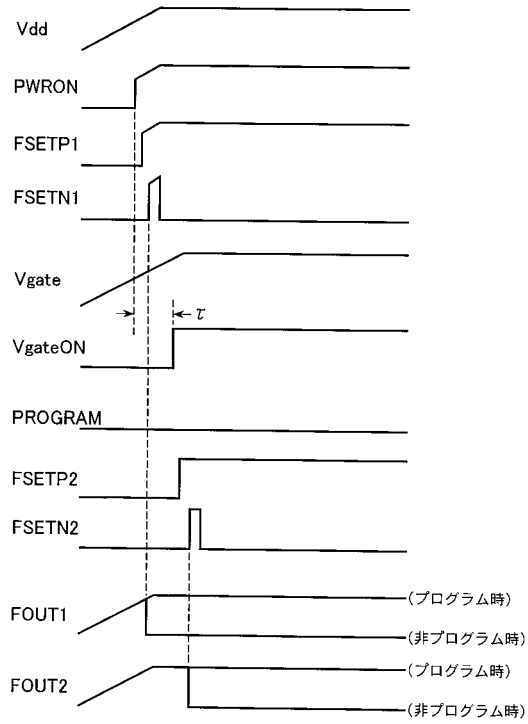 Vdd
PWRON
FSETP1
FSETN1
Vgate
τ
VgateON
PROGRAM
FSETP2
FSETN2
FOUT1
(プログラム時)
(非プログラム時)
FOUT2
(プログラム時)
(非プログラム時)